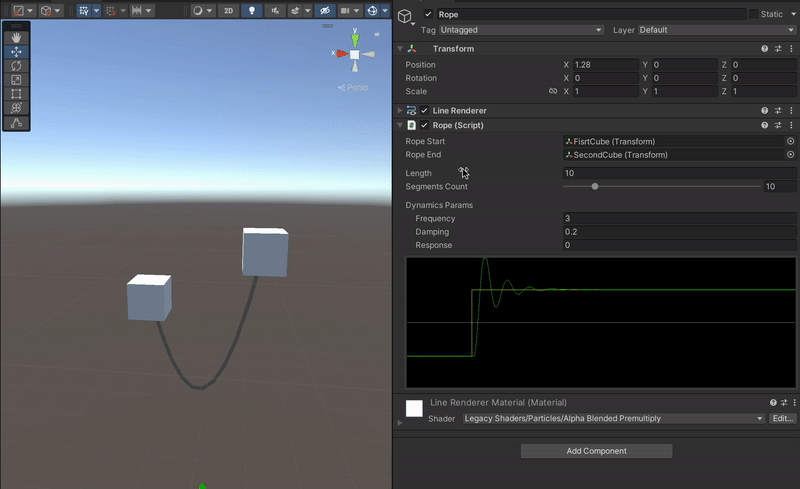 2D
y
x
Persp
Rope
Static
Tag Untagged Layer Default
Transform
Position X 1.28 Y 0 Z 0
Rotation X 0 Y 0 Z 0
Scale X 1 Y 1 Z 1
Line Renderer
Rope (Script)
Rope Start FisrtCube (Transform)
Rope End SecondCube (Transform)
Length 10
Segments Count 10
Dynamics Params
Frequency 3
Damping 0.2
Response 0
Line Renderer Material (Material)
Shader Legacy Shaders/Particles/Alpha Blended Premultiply Edit...
Add Component